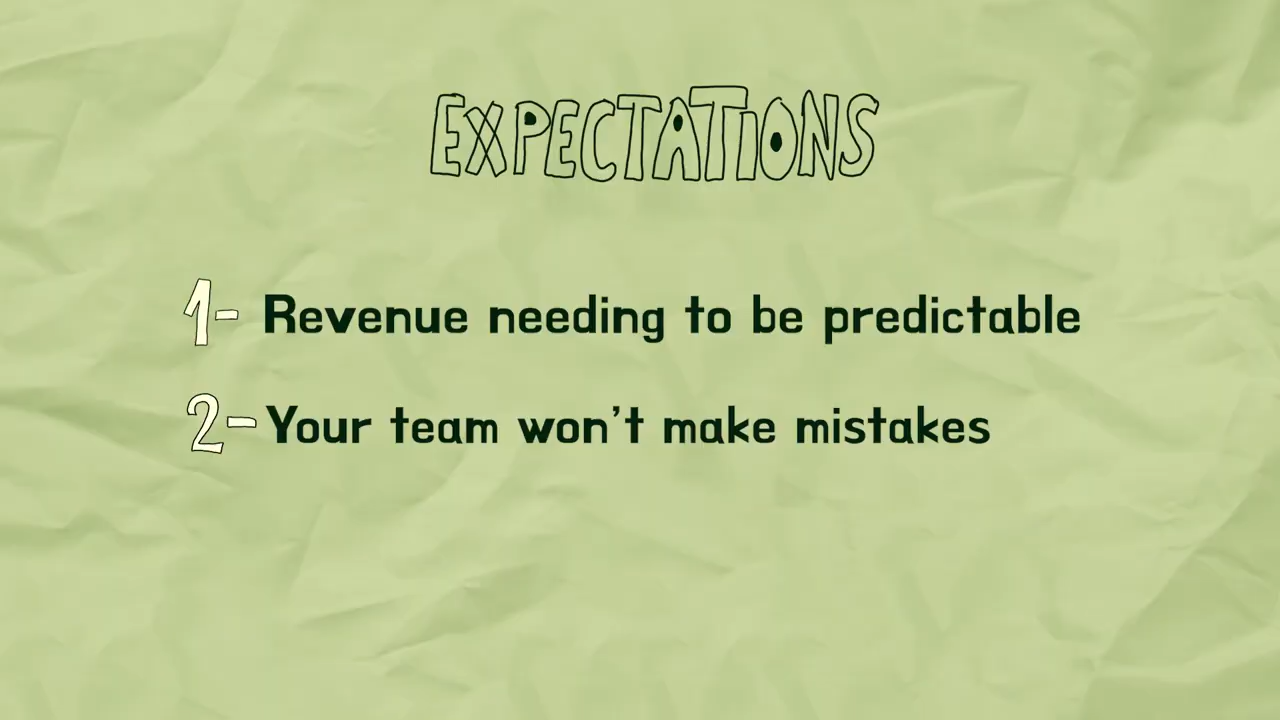 EXPECTATIONS
1- Revenue needing to be predictable
2- Your team won't make mistakes